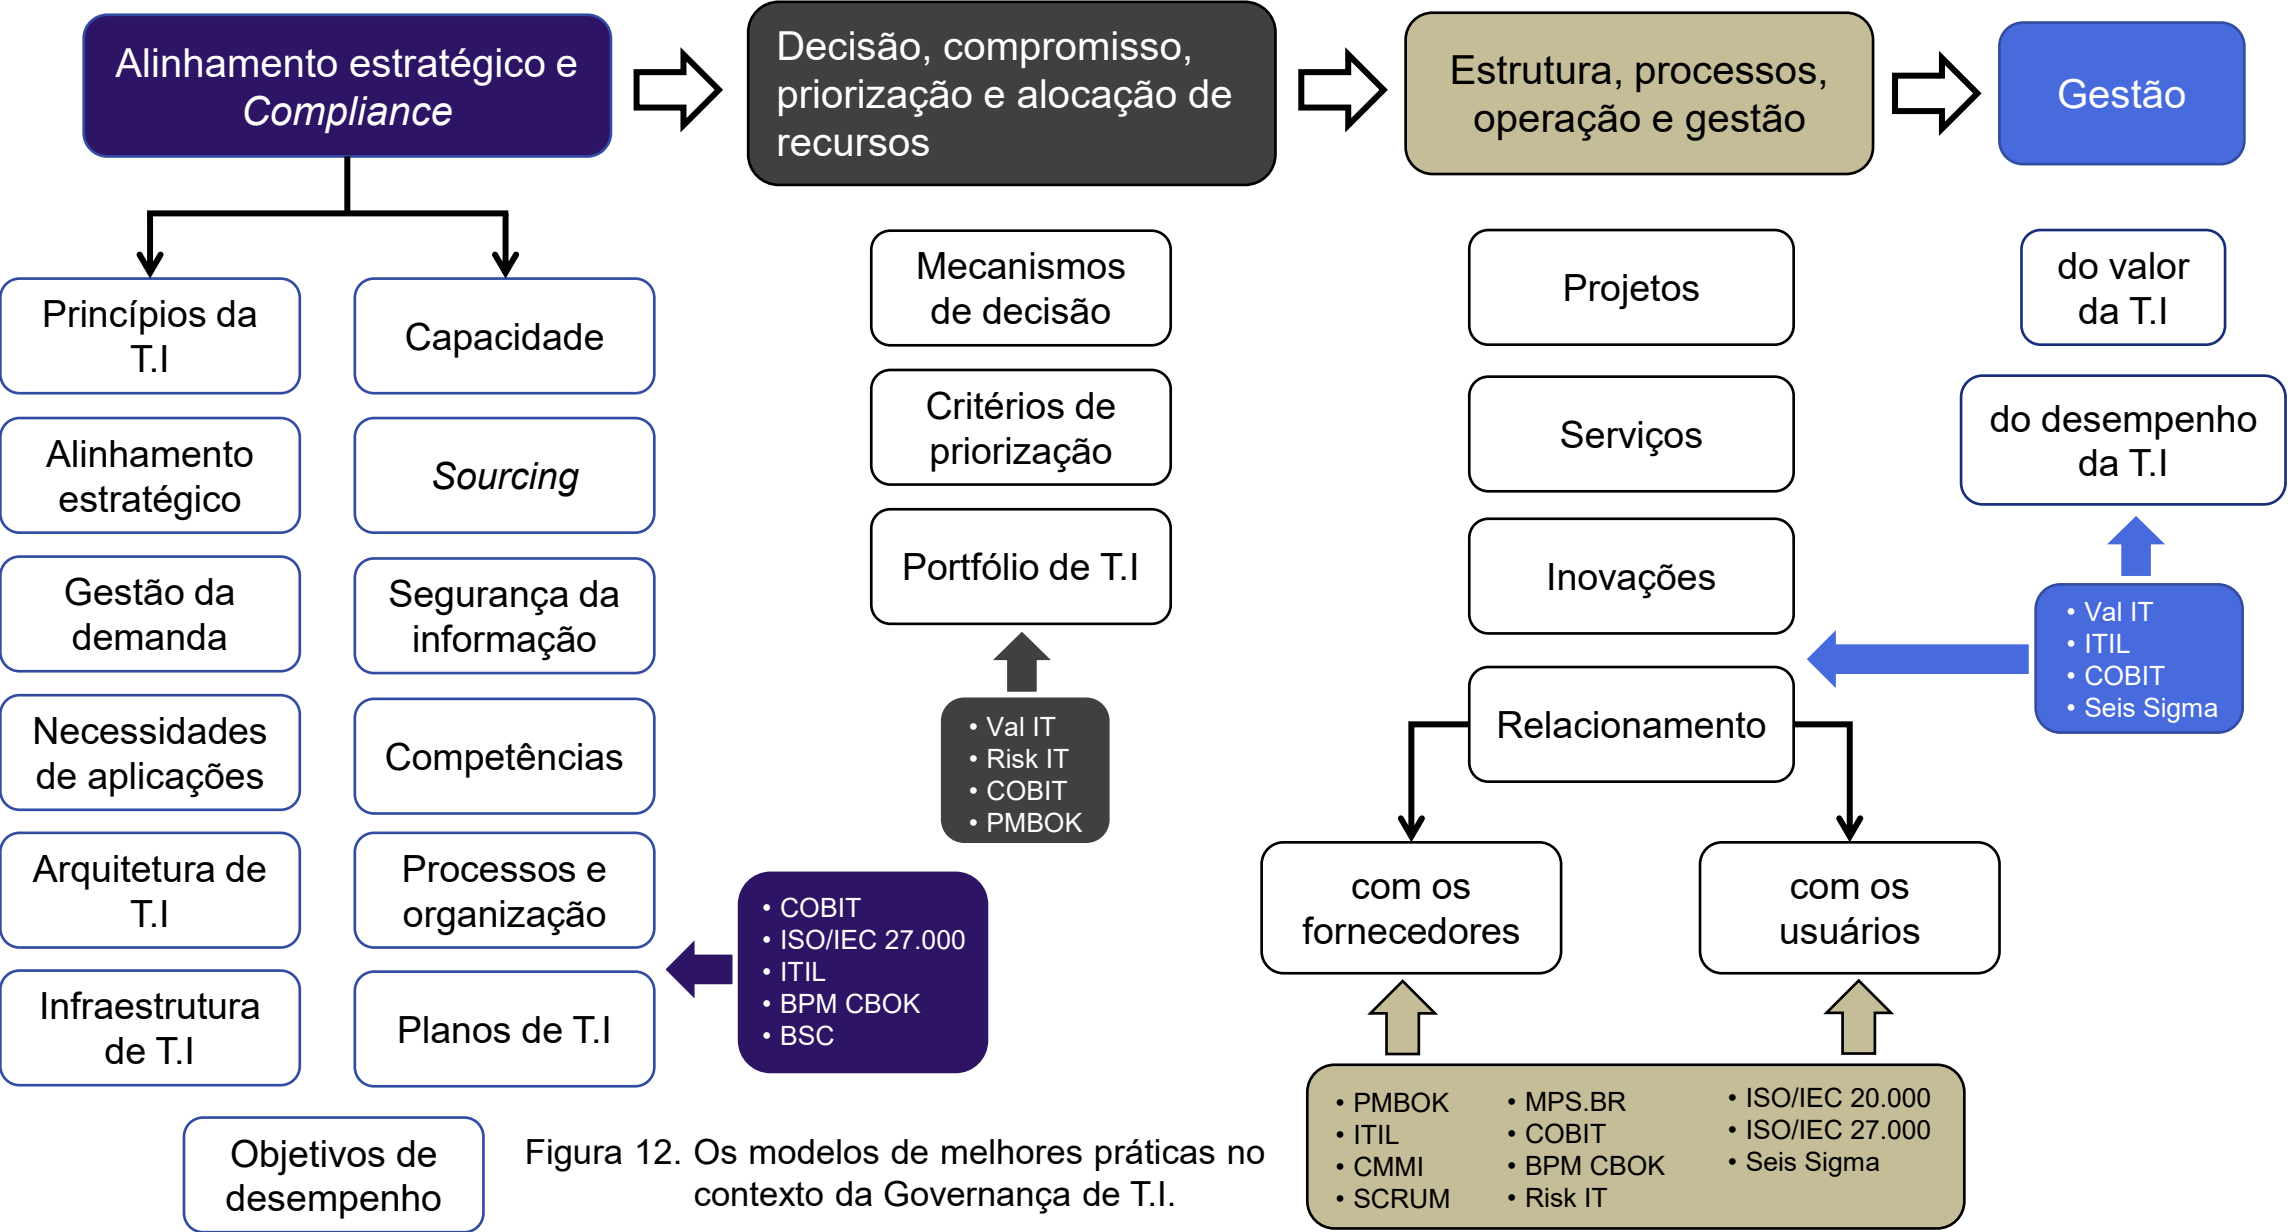 Alinhamento estratégico e
Compliance
Decisão, compromisso,
priorização e alocação de
recursos
Estrutura, processos,
operação e gestão
Gestão
Princípios da
T.I
Alinhamento
estratégico
Gestão da
demanda
Necessidades
de aplicações
Arquitetura de
T.I
Infraestrutura
de T.I
Capacidade
Sourcing
Segurança da
informação
Competências
Processos e
organização
Planos de T.I
Objetivos de
desempenho
• COBIT
• ISO/IEC 27.000
• ITIL
• BPM CBOK
• BSC
Mecanismos
de decisão
Critérios de
priorização
Portfólio de T.I
• Val IT
• Risk IT
• COBIT
• PMBOK
Projetos
Serviços
Inovações
Relacionamento
com os
fornecedores
com os
usuários
• PMBOK
• ITIL
• CMMI
• SCRUM
• MPS.BR
• COBIT
• BPM CBOK
• Risk IT
• ISO/IEC 20.000
• ISO/IEC 27.000
• Seis Sigma
do valor
da T.I
do desempenho
da T.I
• Val IT
• ITIL
• COBIT
• Seis Sigma
Figura 12. Os modelos de melhores práticas no
contexto da Governança de T.I.